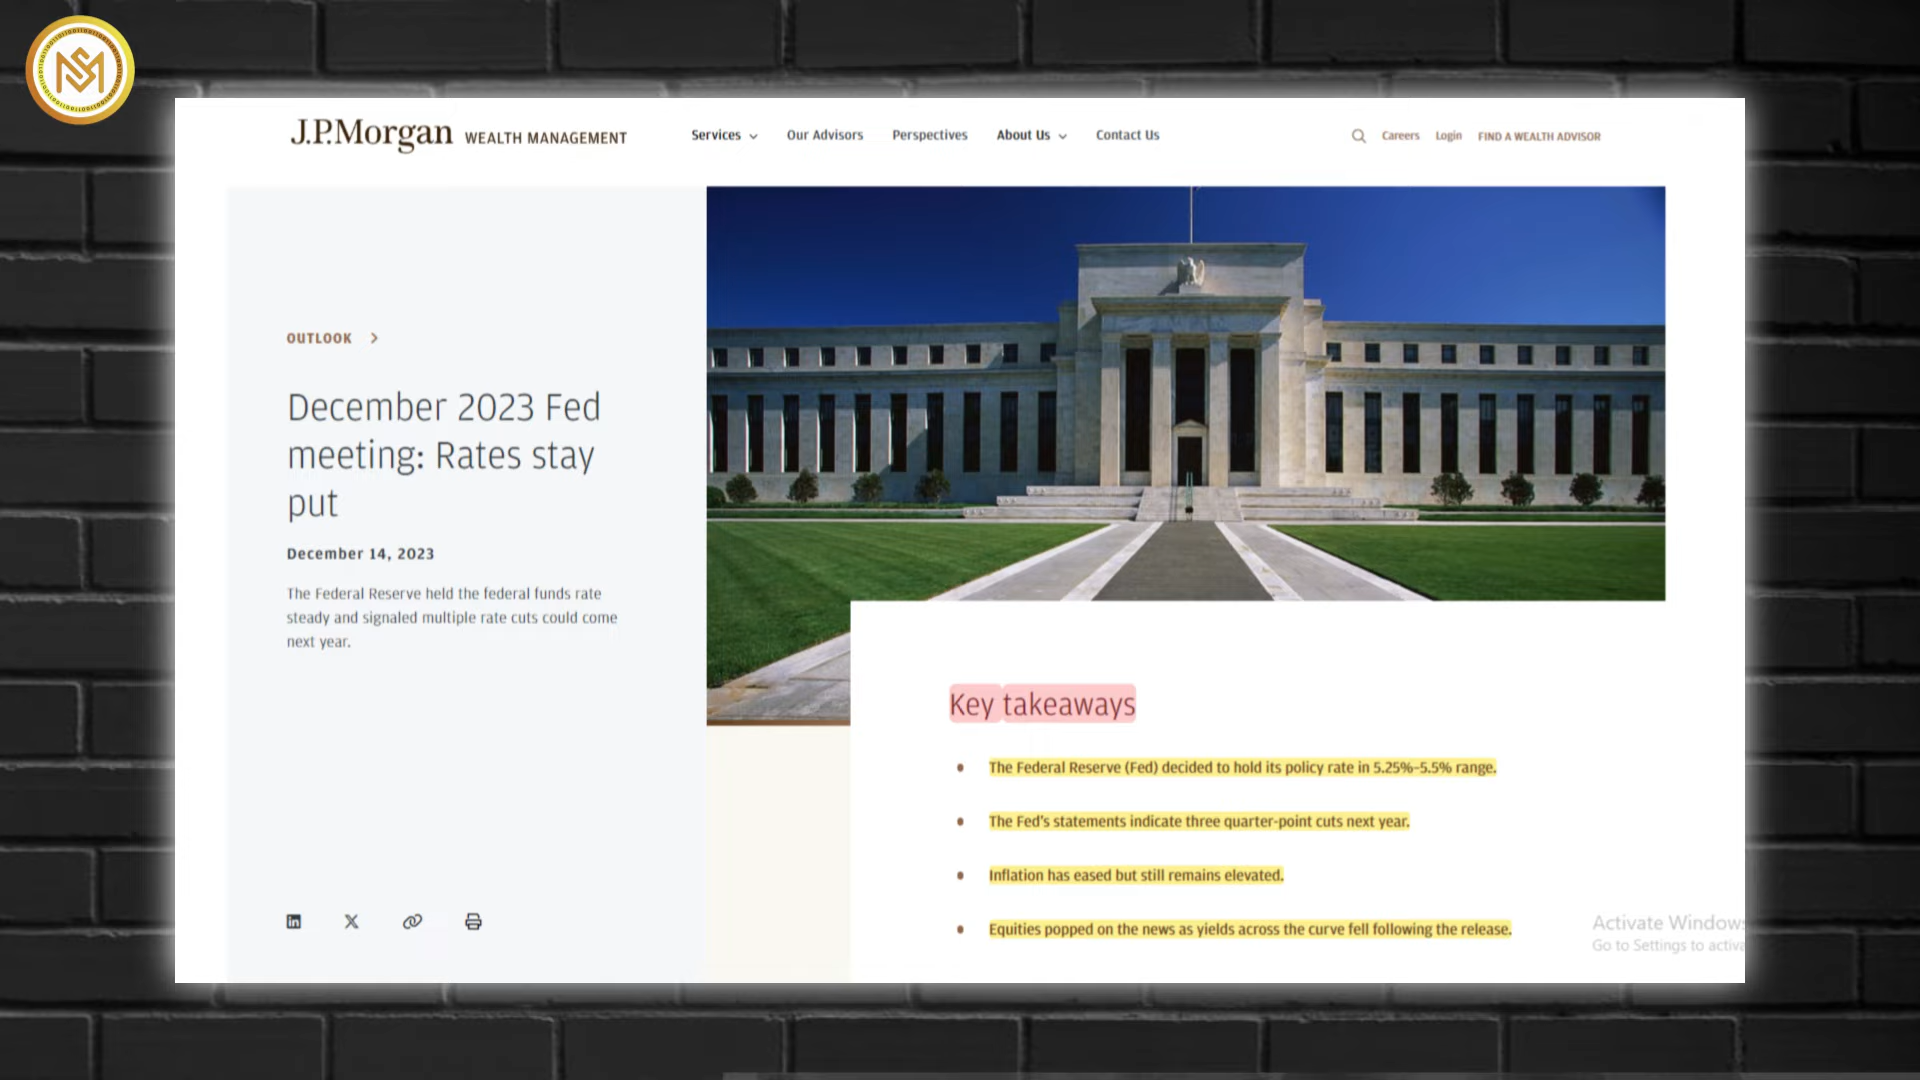 J.P.Morgan WEALTH MANAGEMENT
Services
Our Advisors
Perspectives
About Us
Contact Us
Careers
Login
FIND A WEALTH ADVISOR
OUTLOOK
December 2023 Fed
meeting: Rates stay
put
December 14, 2023
The Federal Reserve held the federal funds rate
steady and signaled multiple rate cuts could come
next year.
Key takeaways
The Federal Reserve (Fed) decided to hold its policy rate in 5.25%–5.5% range.
The Fed's statements indicate three quarter-point cuts next year.
Inflation has eased but still remains elevated.
Equities popped on the news as yields across the curve fell following the release.
Activate Windows
Go to Settings to activa